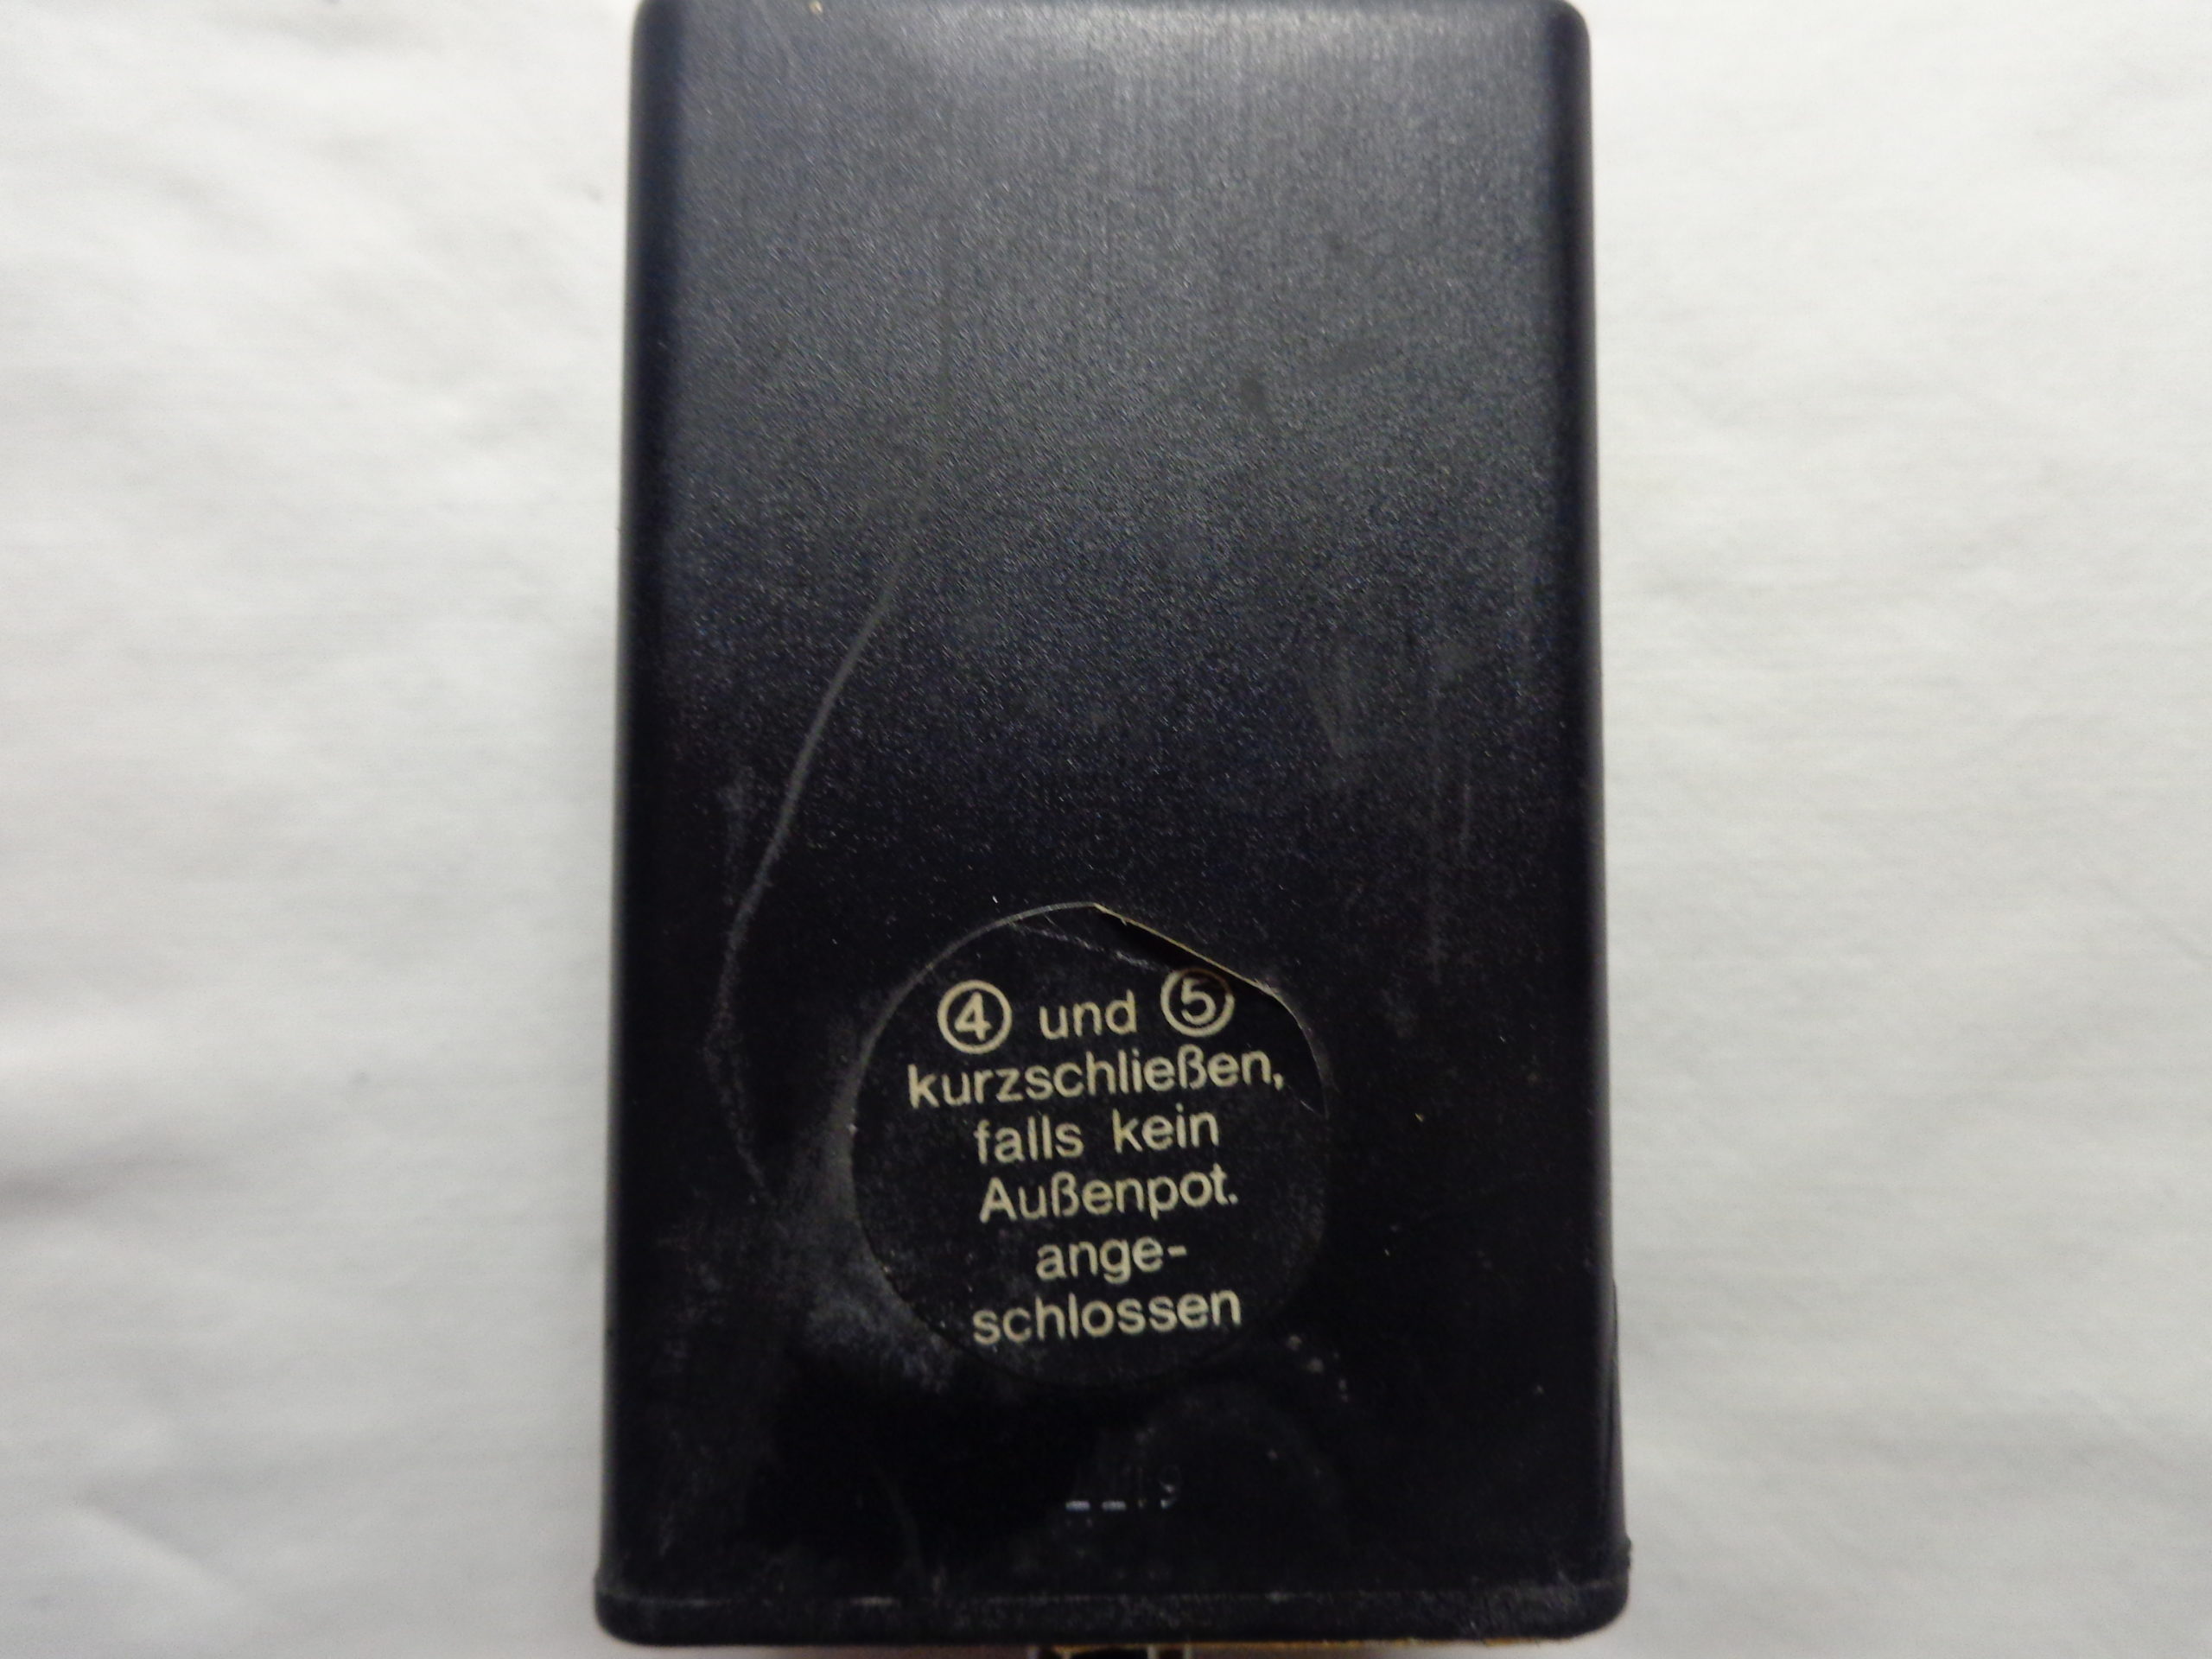 ④ und ⑤
kurzschließen,
falls kein
Außenpot.
ange-
schlossen